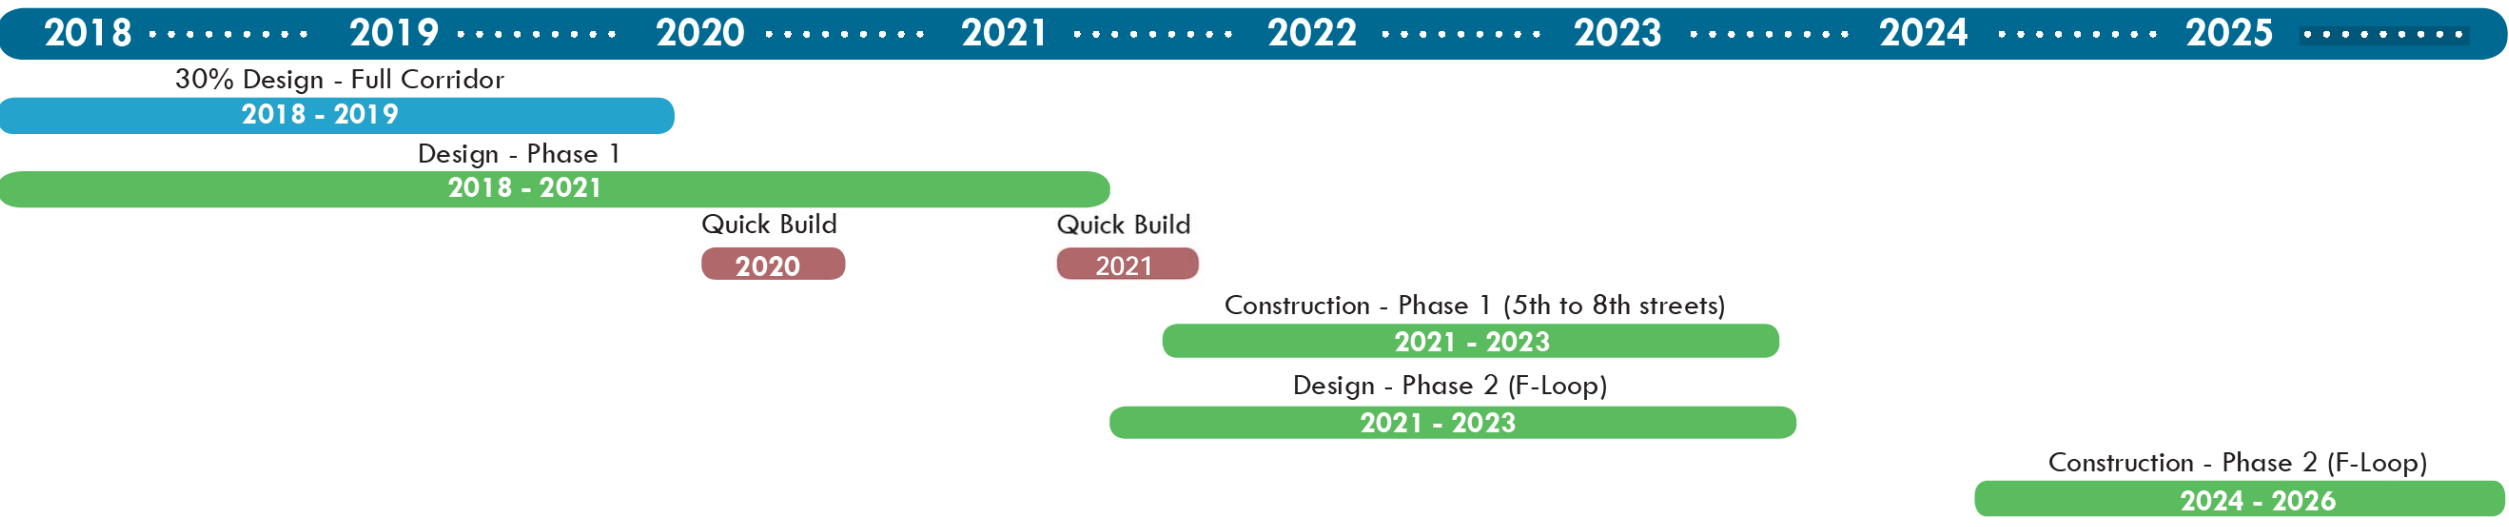 2018 2019 2020 2021 2022 2023 2024 2025
30% Design - Full Corridor
2018 - 2019
Design - Phase 1
2018 - 2021
Quick Build Quick Build
2020 2021
Construction - Phase 1 (5th to 8th streets)
2021 - 2023
Design - Phase 2 (F-Loop)
2021 - 2023
Construction - Phase 2 (F-Loop)
2024 - 2026